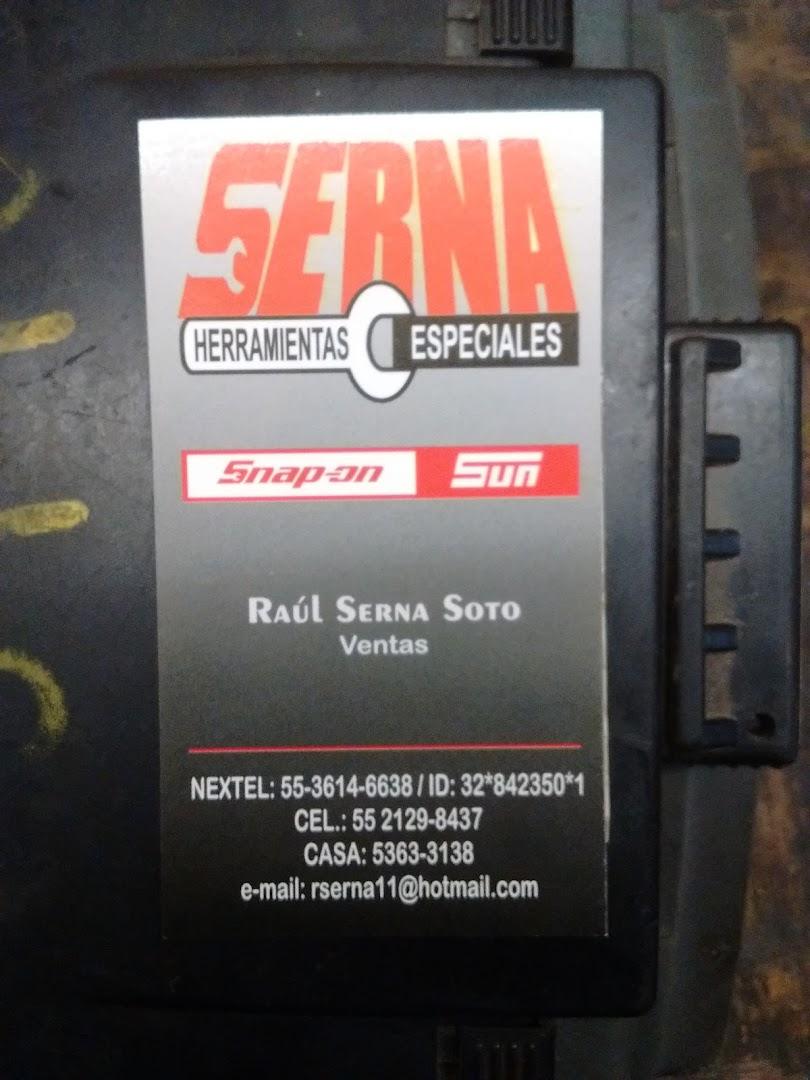 SERNA
HERRAMIENTAS ESPECIALES
Snap-on Sun
Raúl Serna Soto
Ventas
NEXTEL: 55-3614-6638 / ID: 32*842350*1
CEL.: 55 2129-8437
CASA: 5363-3138
e-mail: rserna11@hotmail.com